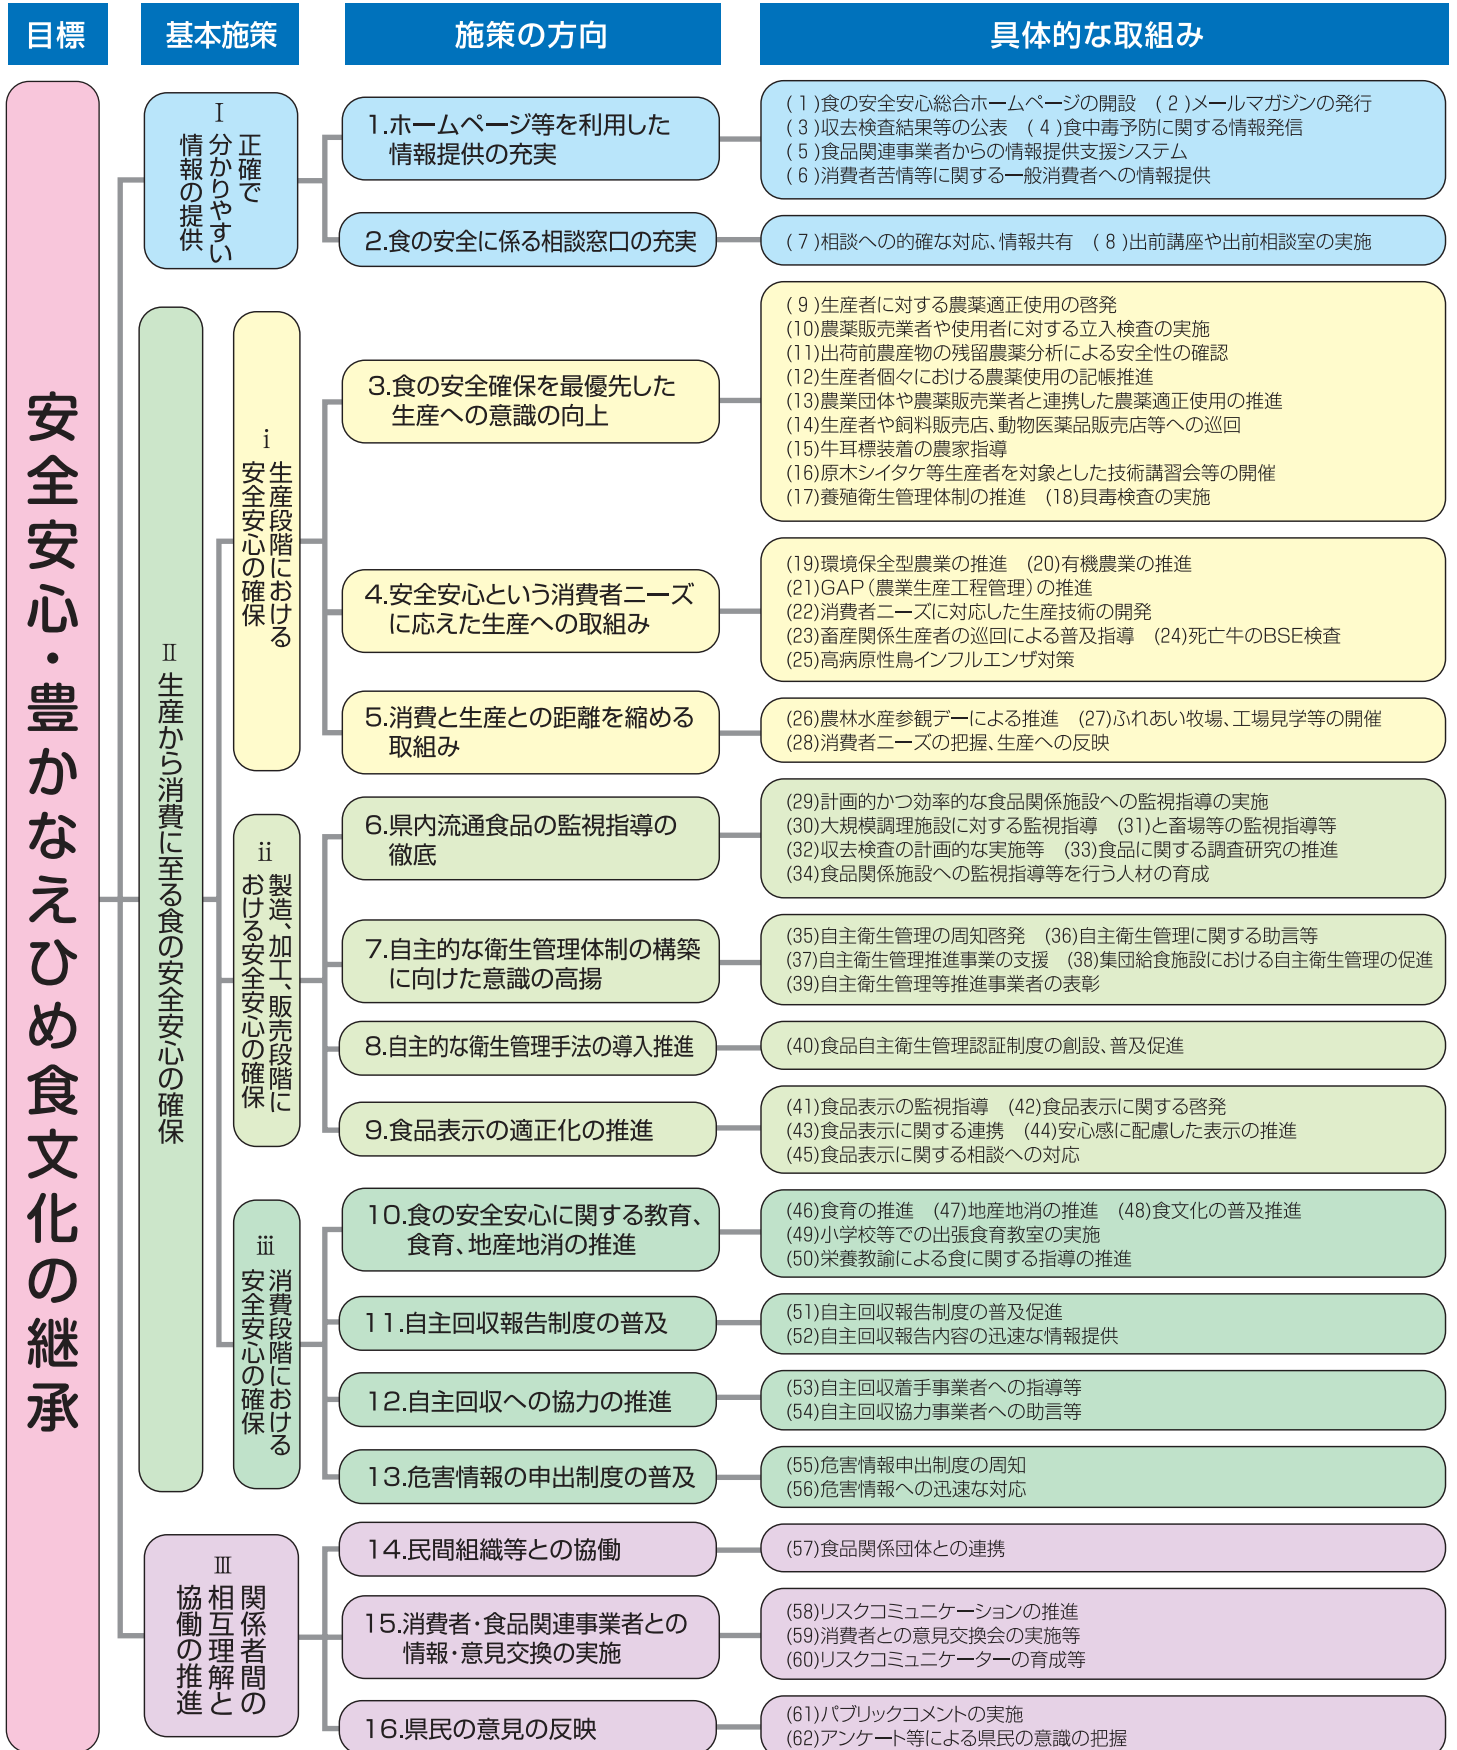 目標
基本施策
施策の方向
具体的な取組み
安全安心・豊かなえひめ食文化の継承
Ⅰ
正確で
分かりやすい
情報の提供
1.ホームページ等を利用した
情報提供の充実
(1)食の安全安心総合ホームページの開設 (2)メールマガジンの発行
(3)収去検査結果等の公表 (4)食中毒予防に関する情報発信
(5)食品関連事業者からの情報提供支援システム
(6)消費者苦情等に関する一般消費者への情報提供
2.食の安全に係る相談窓口の充実
(7)相談への的確な対応、情報共有 (8)出前講座や出前相談室の実施
Ⅱ 生産から消費に至る食の安全安心の確保
ⅰ
生産段階における
安全安心の確保
3.食の安全確保を最優先した
生産への意識の向上
(9)生産者に対する農薬適正使用の啓発
(10)農薬販売業者や使用者に対する立入検査の実施
(11)出荷前農産物の残留農薬分析による安全性の確認
(12)生産者個々における農薬使用の記帳推進
(13)農業団体や農薬販売業者と連携した農薬適正使用の推進
(14)生産者や飼料販売店、動物医薬品販売店等への巡回
(15)牛耳標装着の農家指導
(16)原木シイタケ等生産者を対象とした技術講習会等の開催
(17)養殖衛生管理体制の推進 (18)貝毒検査の実施
4.安全安心という消費者ニーズ
に応えた生産への取組み
(19)環境保全型農業の推進 (20)有機農業の推進
(21)GAP(農業生産工程管理)の推進
(22)消費者ニーズに対応した生産技術の開発
(23)畜産関係生産者の巡回による普及指導 (24)死亡牛のBSE検査
(25)高病原性鳥インフルエンザ対策
5.消費と生産との距離を縮める
取組み
(26)農林水産参観デーによる推進 (27)ふれあい牧場、工場見学等の開催
(28)消費者ニーズの把握、生産への反映
ⅱ
製造、加工、販売段階に
おける安全安心の確保
6.県内流通食品の監視指導の
徹底
(29)計画的かつ効率的な食品関係施設への監視指導の実施
(30)大規模調理施設に対する監視指導 (31)と畜場等の監視指導等
(32)収去検査の計画的な実施等 (33)食品に関する調査研究の推進
(34)食品関係施設への監視指導等を行う人材の育成
7.自主的な衛生管理体制の構築
に向けた意識の高揚
(35)自主衛生管理の周知啓発 (36)自主衛生管理に関する助言等
(37)自主衛生管理推進事業の支援 (38)集団給食施設における自主衛生管理の促進
(39)自主衛生管理等推進事業者の表彰
8.自主的な衛生管理手法の導入推進
(40)食品自主衛生管理認証制度の創設、普及促進
9.食品表示の適正化の推進
(41)食品表示の監視指導 (42)食品表示に関する啓発
(43)食品表示に関する連携 (44)安心感に配慮した表示の推進
(45)食品表示に関する相談への対応
ⅲ
消費段階における
安全安心の確保
10.食の安全安心に関する教育、
食育、地産地消の推進
(46)食育の推進 (47)地産地消の推進 (48)食文化の普及推進
(49)小学校等での出張食育教室の実施
(50)栄養教諭による食に関する指導の推進
11.自主回収報告制度の普及
(51)自主回収報告制度の普及促進
(52)自主回収報告内容の迅速な情報提供
12.自主回収への協力の推進
(53)自主回収着手事業者への指導等
(54)自主回収協力事業者への助言等
13.危害情報の申出制度の普及
(55)危害情報申出制度の周知
(56)危害情報への迅速な対応
Ⅲ
関係者間の
相互理解と
協働の推進
14.民間組織等との協働
(57)食品関係団体との連携
15.消費者・食品関連事業者との
情報・意見交換の実施
(58)リスクコミュニケーションの推進
(59)消費者との意見交換会の実施等
(60)リスクコミュニケーターの育成等
16.県民の意見の反映
(61)パブリックコメントの実施
(62)アンケート等による県民の意識の把握